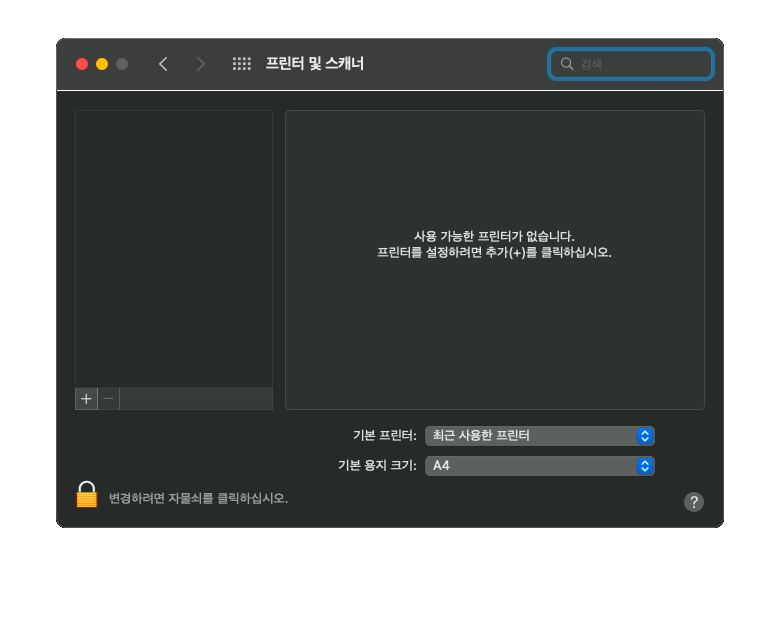 프린터 및 스캐너
검색
사용 가능한 프린터가 없습니다.
프린터를 설정하려면 추가(+)를 클릭하십시오.
+ −
기본 프린터: 최근 사용한 프린터
기본 용지 크기: A4
변경하려면 자물쇠를 클릭하십시오.
?